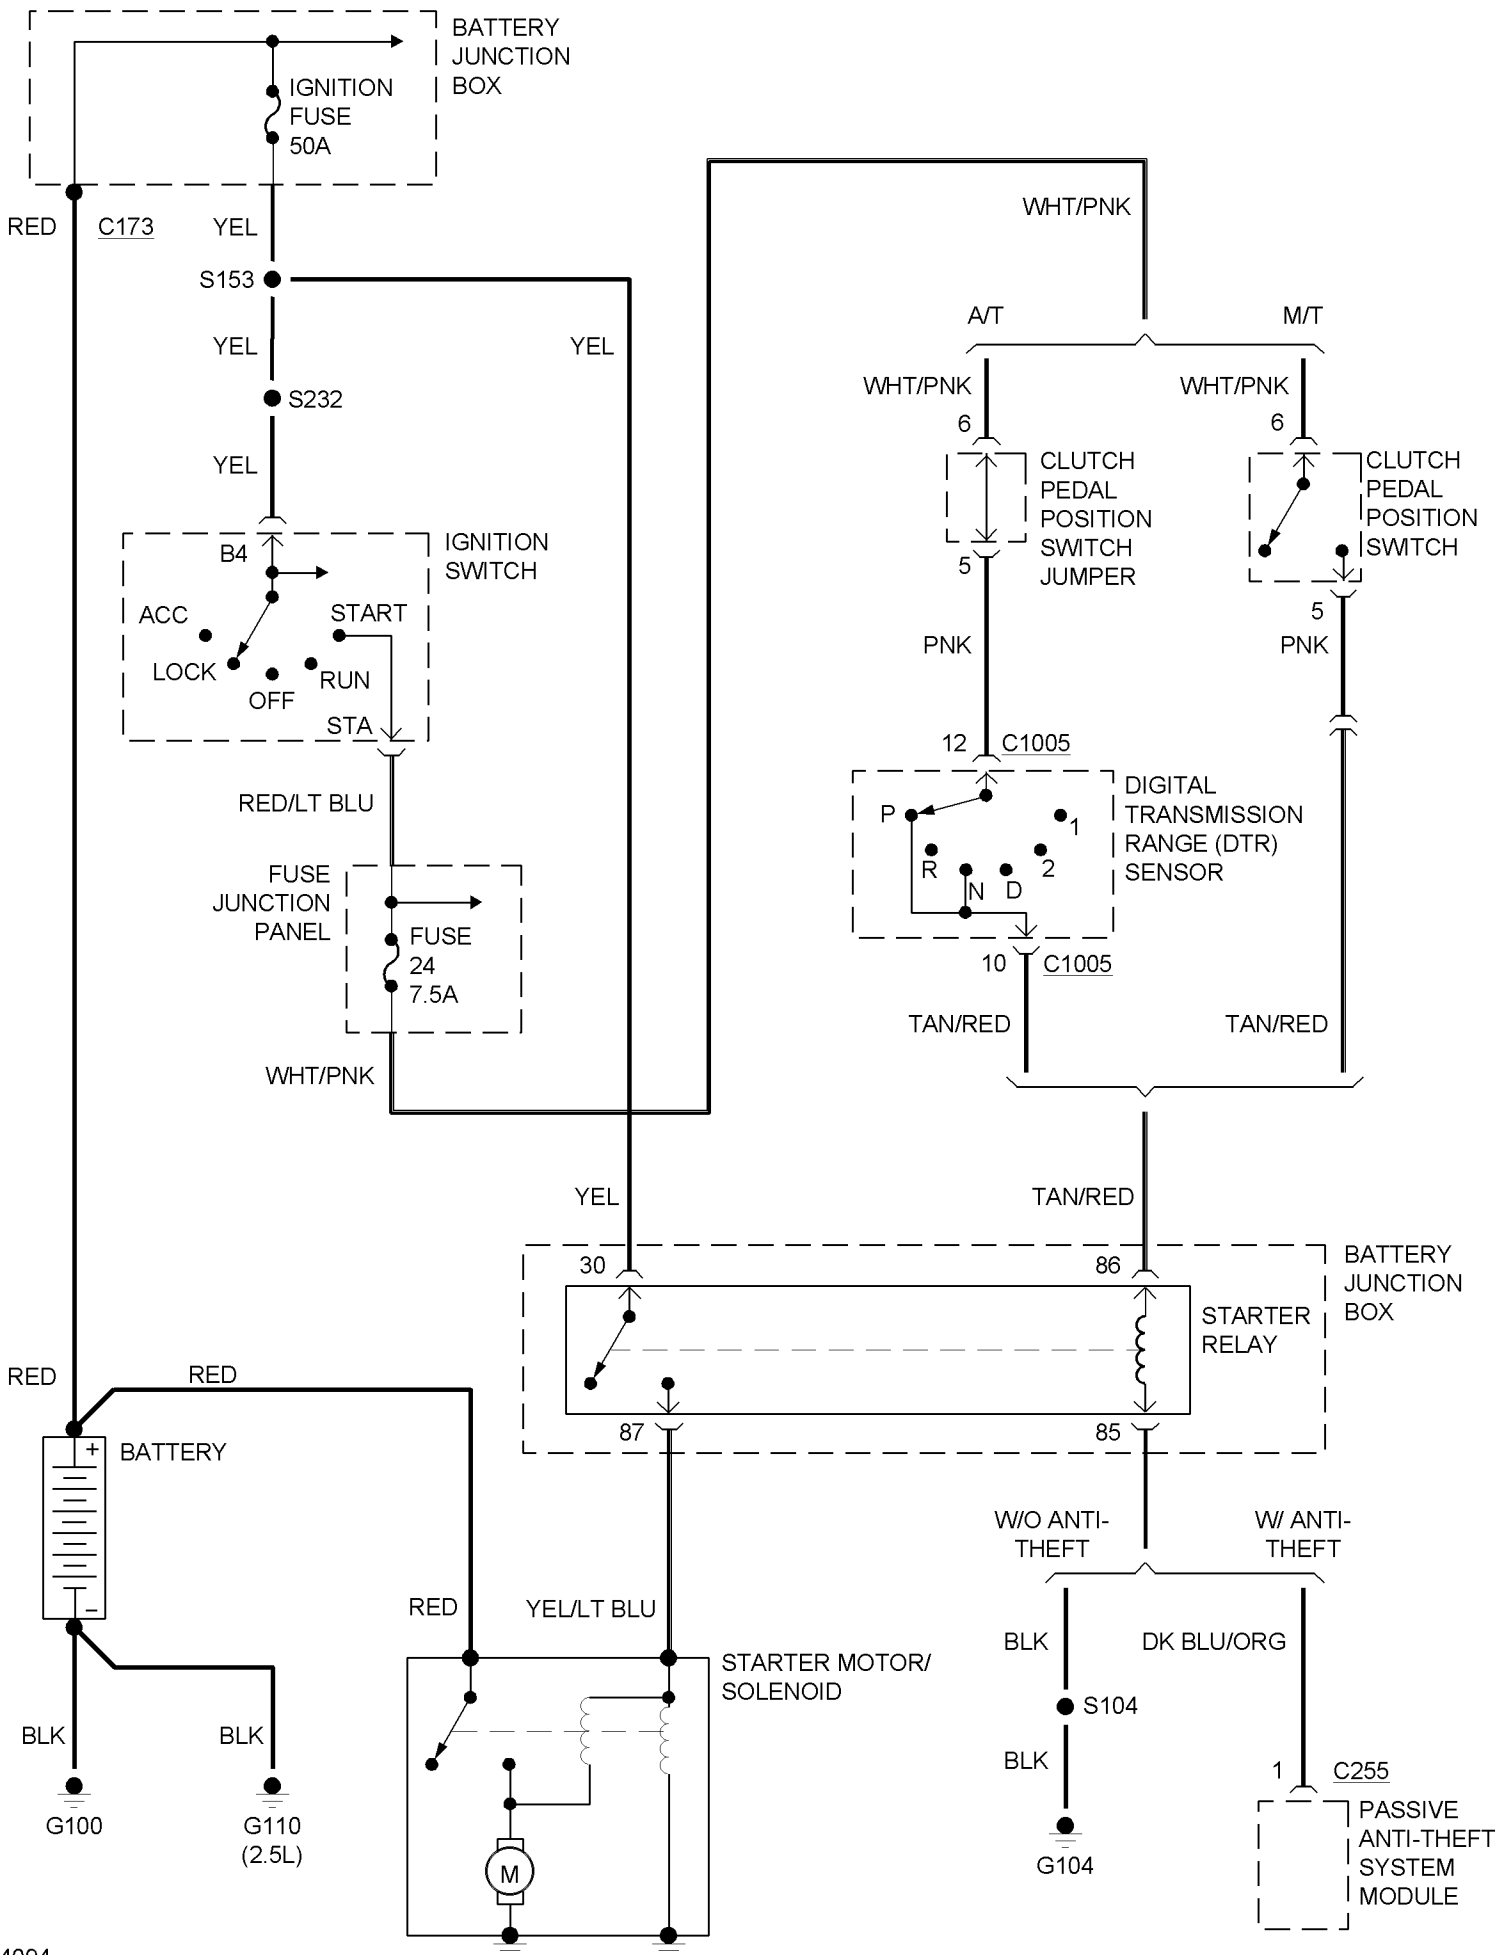 BATTERY
JUNCTION
BOX
IGNITION
FUSE
50A
RED
C173
YEL
S153
YEL
YEL
S232
YEL
B4
IGNITION
SWITCH
ACC
START
LOCK
RUN
OFF
STA
RED/LT BLU
FUSE
JUNCTION
PANEL
FUSE
24
7.5A
WHT/PNK
WHT/PNK
A/T
M/T
WHT/PNK
WHT/PNK
6
6
CLUTCH
PEDAL
POSITION
SWITCH
JUMPER
CLUTCH
PEDAL
POSITION
SWITCH
5
5
PNK
PNK
12
C1005
DIGITAL
TRANSMISSION
RANGE (DTR)
SENSOR
P
1
R
2
N
D
10
C1005
TAN/RED
TAN/RED
YEL
TAN/RED
30
86
BATTERY
JUNCTION
BOX
STARTER
RELAY
87
85
RED
RED
+
BATTERY
–
BLK
BLK
G100
G110
(2.5L)
RED
YEL/LT BLU
STARTER MOTOR/
SOLENOID
M
W/O ANTI-
THEFT
W/ ANTI-
THEFT
BLK
DK BLU/ORG
S104
BLK
1
C255
G104
PASSIVE
ANTI-THEFT
SYSTEM
MODULE